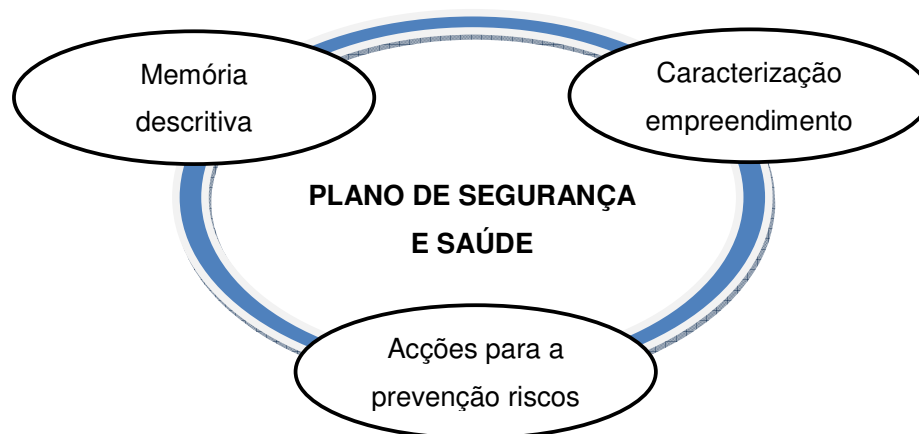 Memória
descritiva
Caracterização
empreendimento
PLANO DE SEGURANÇA
E SAÚDE
Acções para a
prevenção riscos